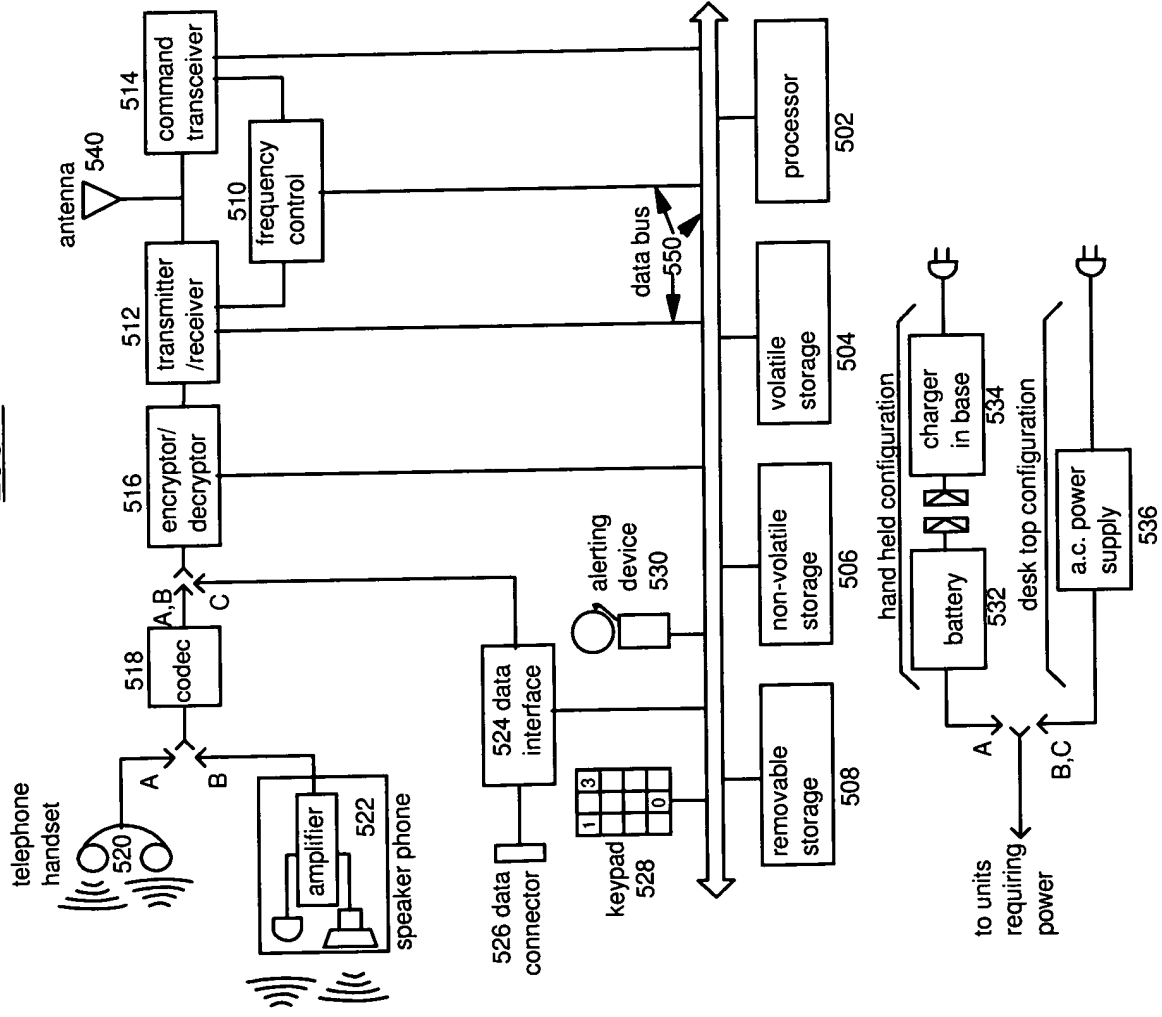 antenna
540
514
command
transceiver
510
frequency
control
512
transmitter
/receiver
516
encryptor/
decryptor
A,B
C
518
codec
A
B
telephone
handset
520
amplifier
522
speaker phone
526 data
connector
524 data
interface
keypad
528
1
3
0
alerting
device
530
data bus
550
processor
502
volatile
storage
504
non-volatile
storage
506
removable
storage
508
hand held configuration
charger
in base
534
battery
532
desk top configuration
a.c. power
supply
536
A
B,C
to units
requiring
power